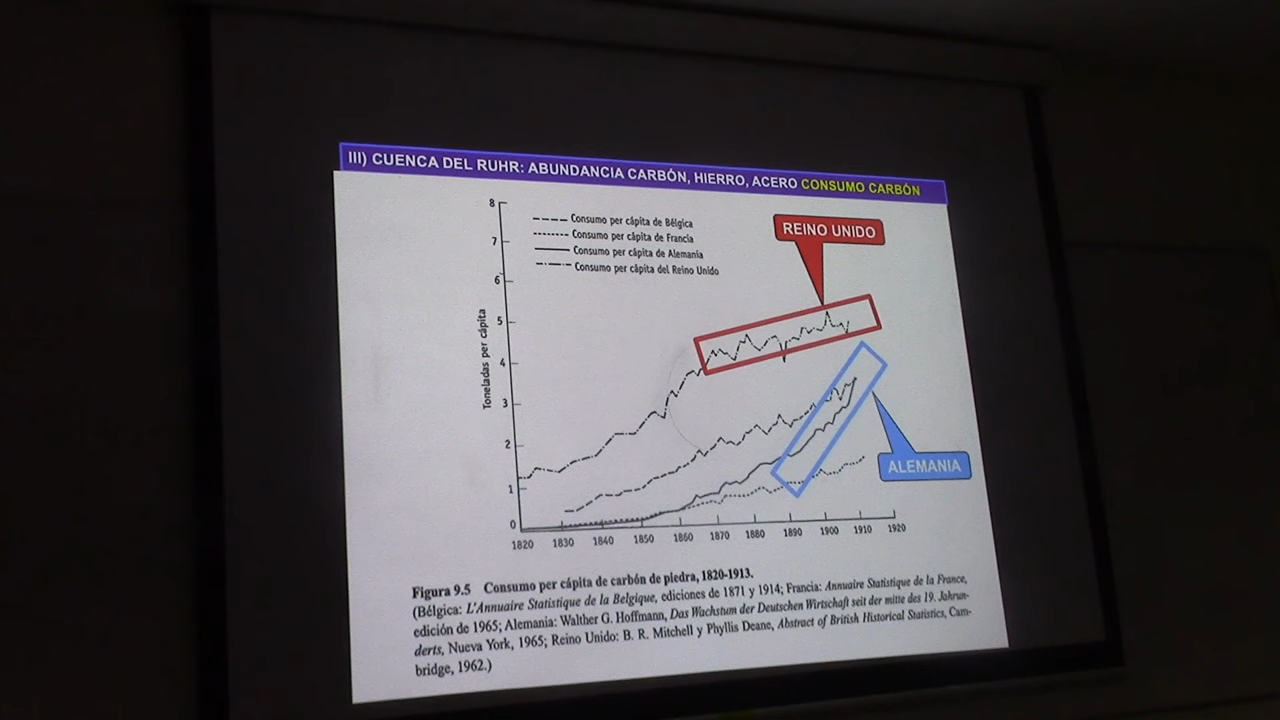 III) CUENCA DEL RUHR: ABUNDANCIA CARBÓN, HIERRO, ACERO CONSUMO CARBÓN
8
7
6
5
4
3
2
1
0
Toneladas per cápita
Consumo per cápita de Bélgica
Consumo per cápita de Francia
Consumo per cápita de Alemania
Consumo per cápita del Reino Unido
REINO UNIDO
ALEMANIA
1820 1830 1840 1850 1860 1870 1880 1890 1900 1910 1920
Figura 9.5 Consumo per cápita de carbón de piedra, 1820-1913.
(Bélgica: L'Annuaire Statistique de la Belgique, ediciones de 1871 y 1914; Francia: Annuaire Statistique de la France,
edición de 1965; Alemania: Walther G. Hoffmann, Das Wachstum der Deutschen Wirtschaft seit der mitte des 19. Jahrun-
derts, Nueva York, 1965; Reino Unido: B. R. Mitchell y Phyllis Deane, Abstract of British Historical Statistics, Cam-
bridge, 1962.)